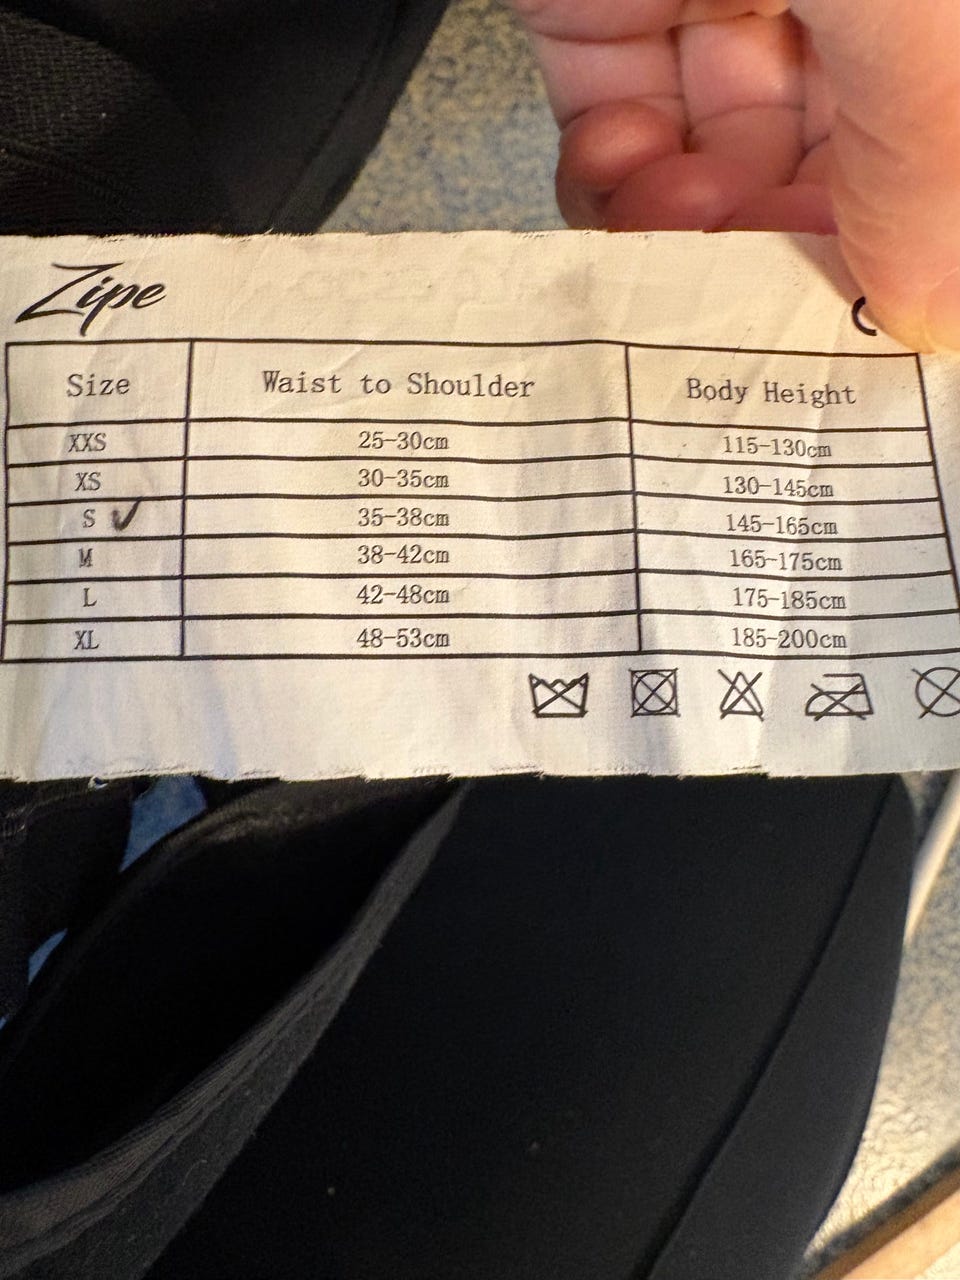 Zipe
Size Waist to Shoulder Body Height
XXS 25-30cm 115-130cm
XS 30-35cm 130-145cm
S ✓ 35-38cm 145-165cm
M 38-42cm 165-175cm
L 42-48cm 175-185cm
XL 48-53cm 185-200cm